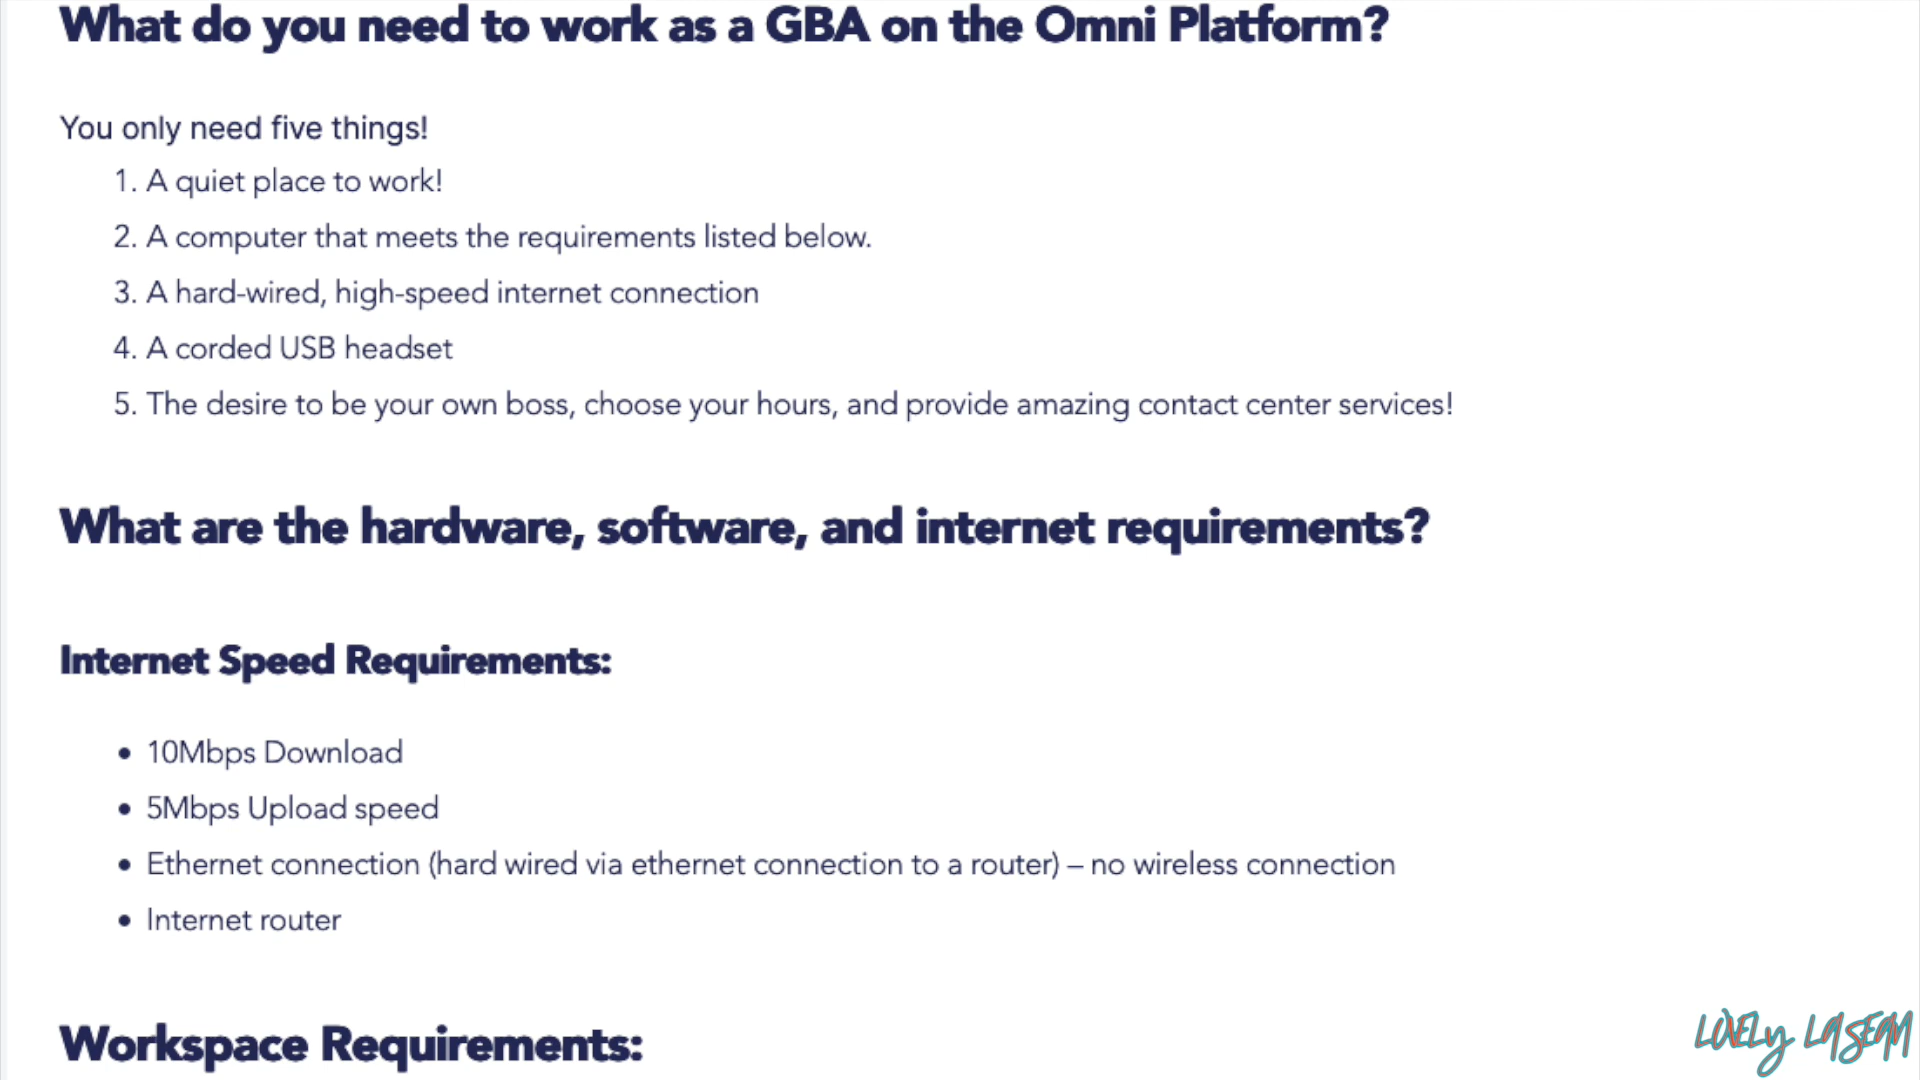 What do you need to work as a GBA on the Omni Platform?
You only need five things!
1. A quiet place to work!
2. A computer that meets the requirements listed below.
3. A hard-wired, high-speed internet connection
4. A corded USB headset
5. The desire to be your own boss, choose your hours, and provide amazing contact center services!
What are the hardware, software, and internet requirements?
Internet Speed Requirements:
• 10Mbps Download
• 5Mbps Upload speed
• Ethernet connection (hard wired via ethernet connection to a router) – no wireless connection
• Internet router
Workspace Requirements:
LOVELy